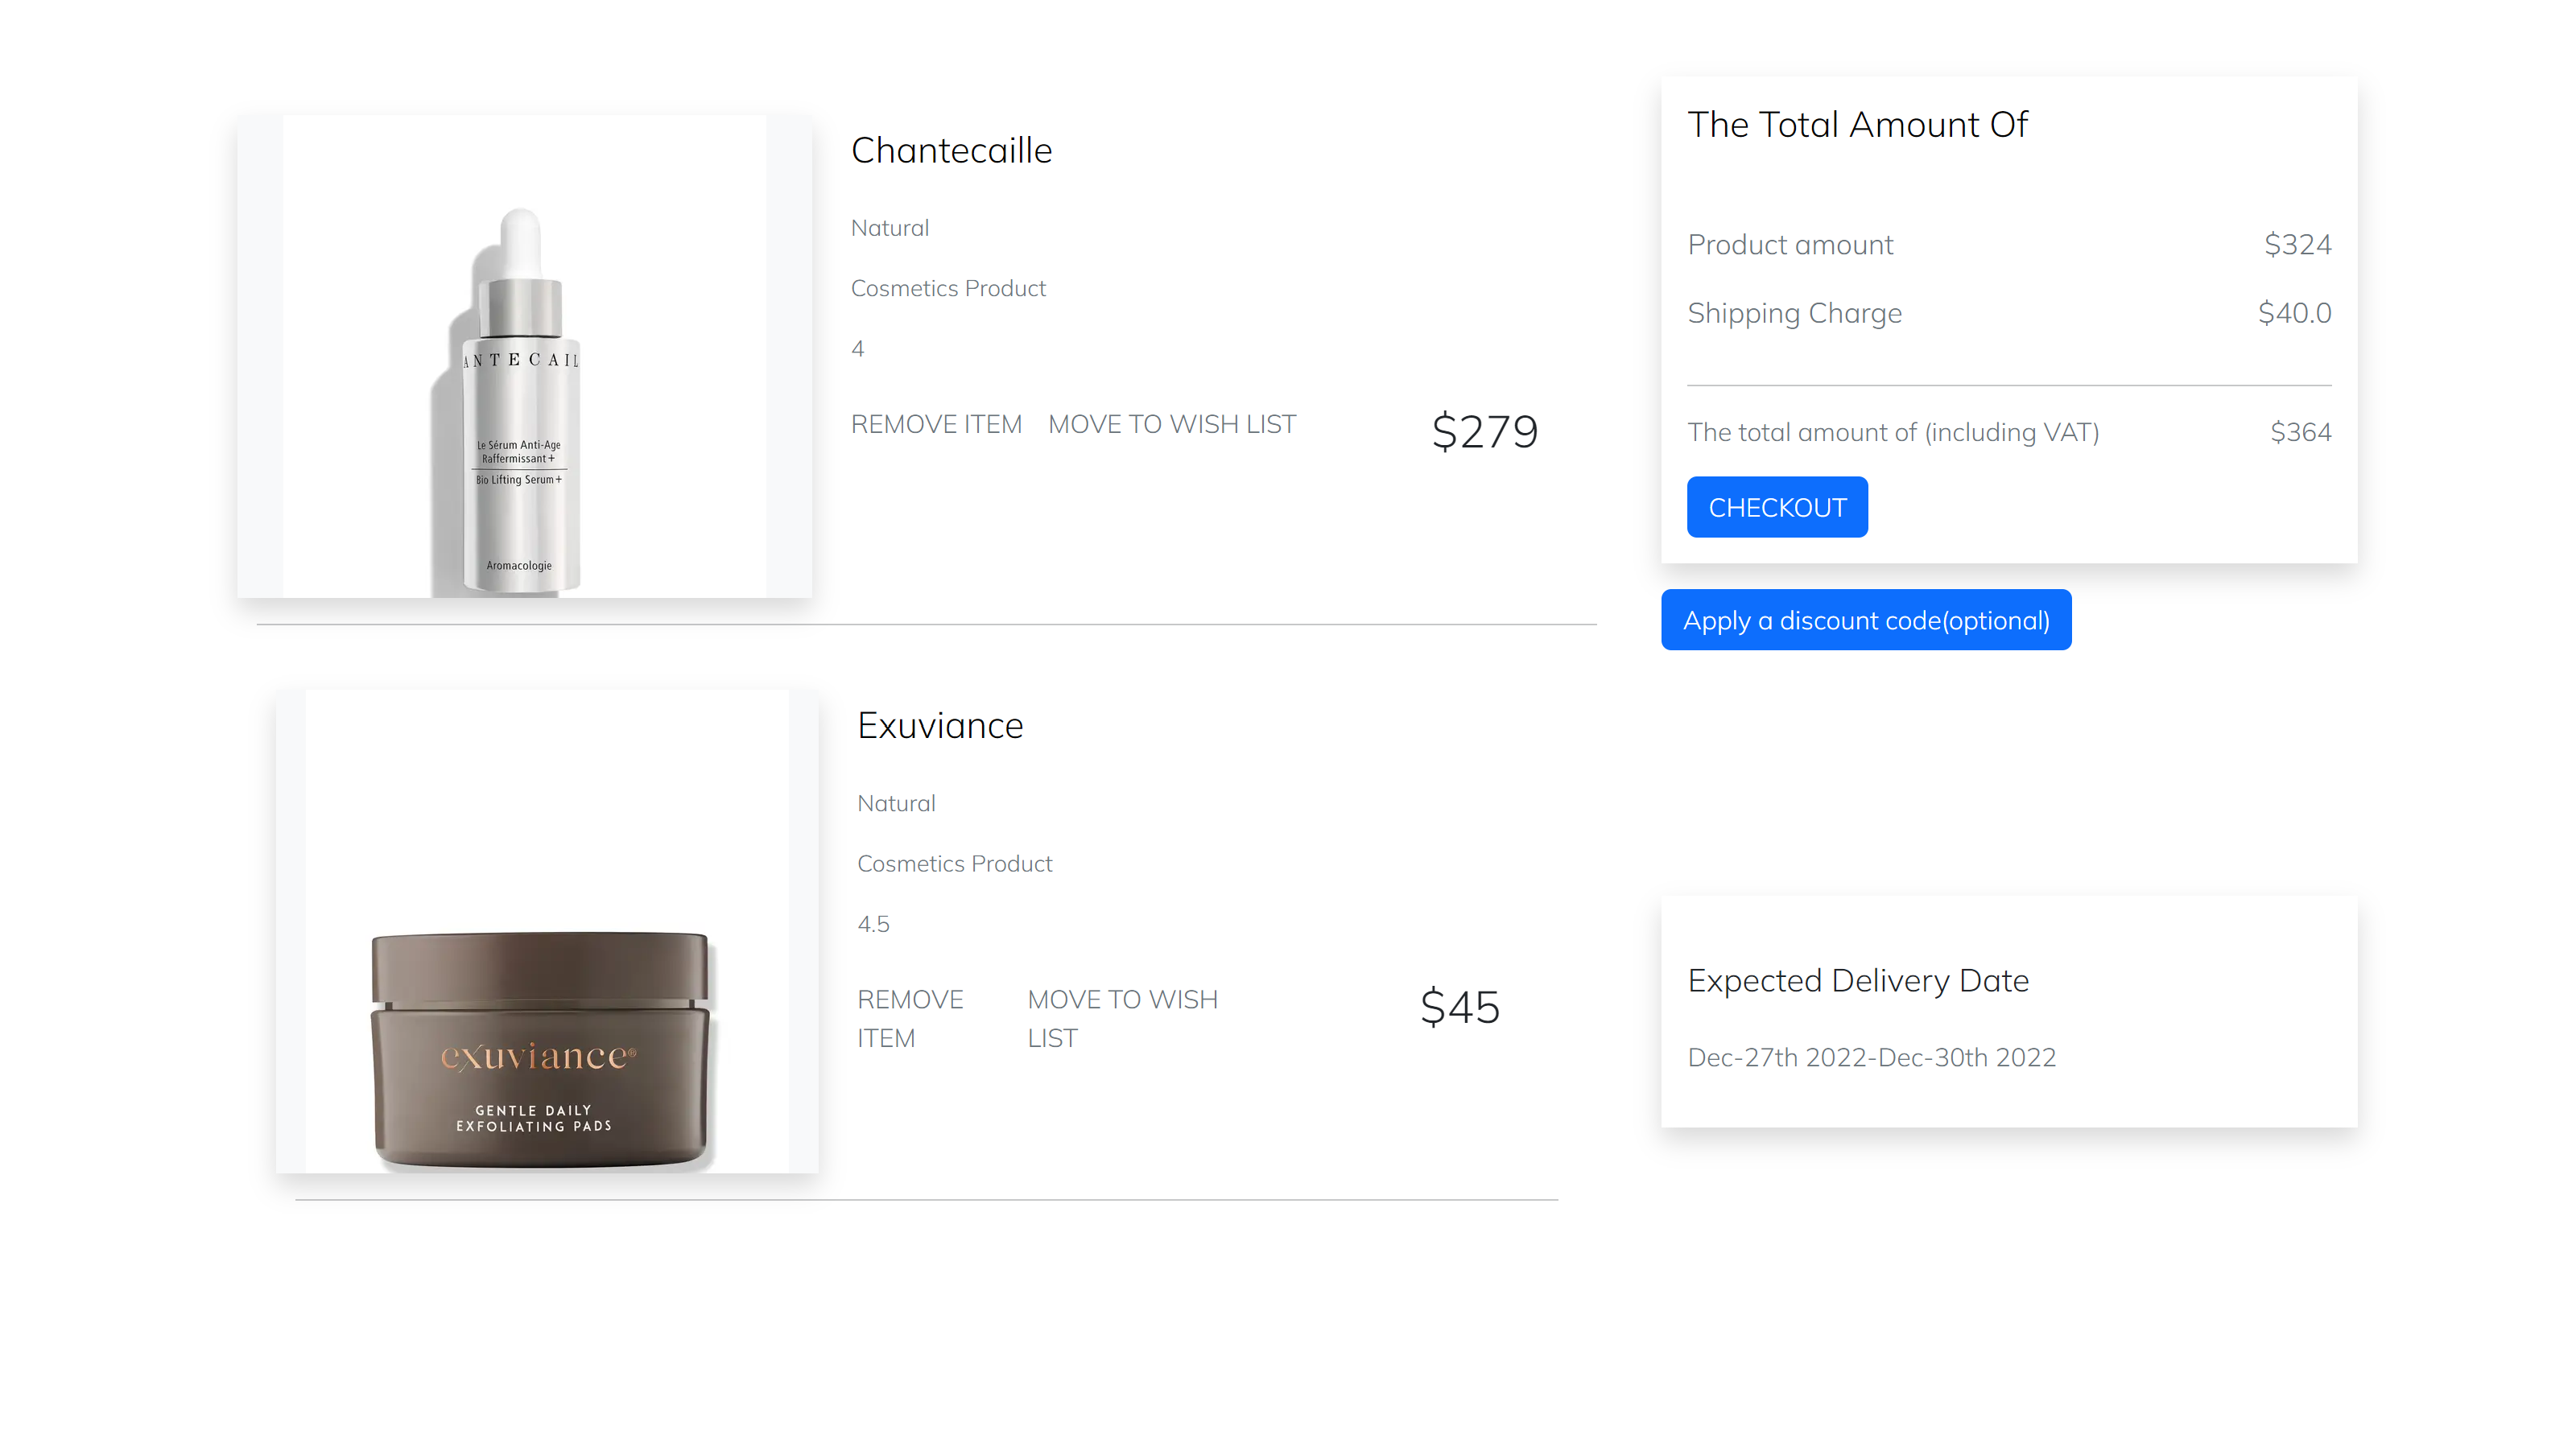 Chantecaille
Natural
Cosmetics Product
4
REMOVE ITEM MOVE TO WISH LIST $279
ANTECAIL
Le Sérum Anti-Age
Raffermissant+
Bio Lifting Serum+
Aromacologie
Exuviance
Natural
Cosmetics Product
4.5
REMOVE
ITEM
MOVE TO WISH
LIST
$45
exuviance®
GENTLE DAILY
EXFOLIATING PADS
The Total Amount Of
Product amount $324
Shipping Charge $40.0
The total amount of (including VAT) $364
CHECKOUT
Apply a discount code(optional)
Expected Delivery Date
Dec-27th 2022-Dec-30th 2022